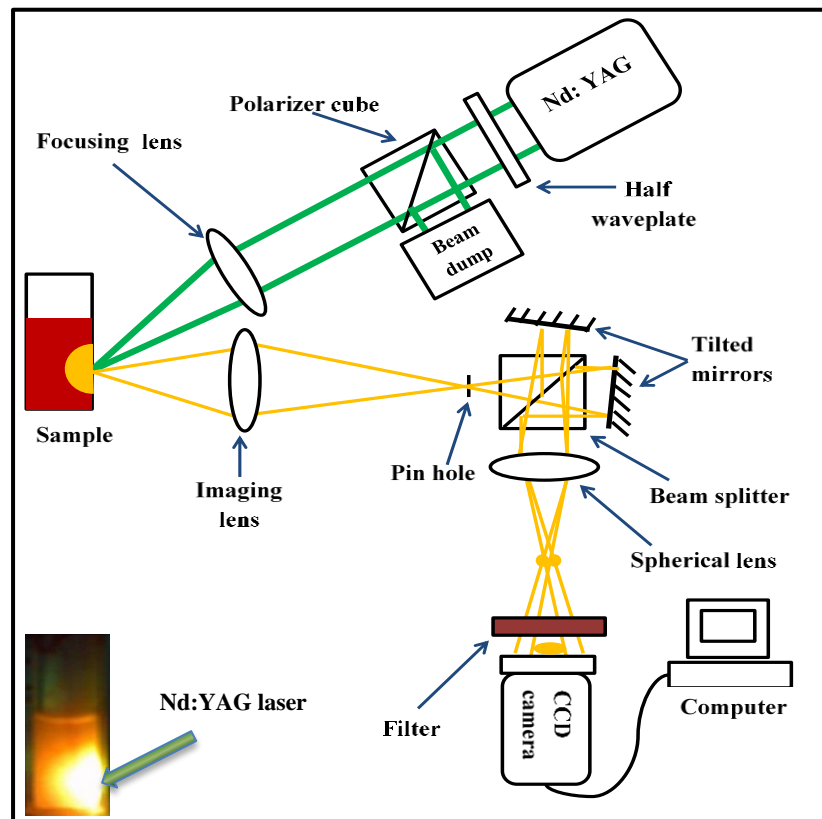 Nd: YAG
Polarizer cube
Focusing lens
Half
waveplate
Beam
dump
Tilted
mirrors
Sample
Pin hole
Imaging
lens
Beam splitter
Spherical lens
Nd:YAG laser
Filter
CCD
camera
Computer